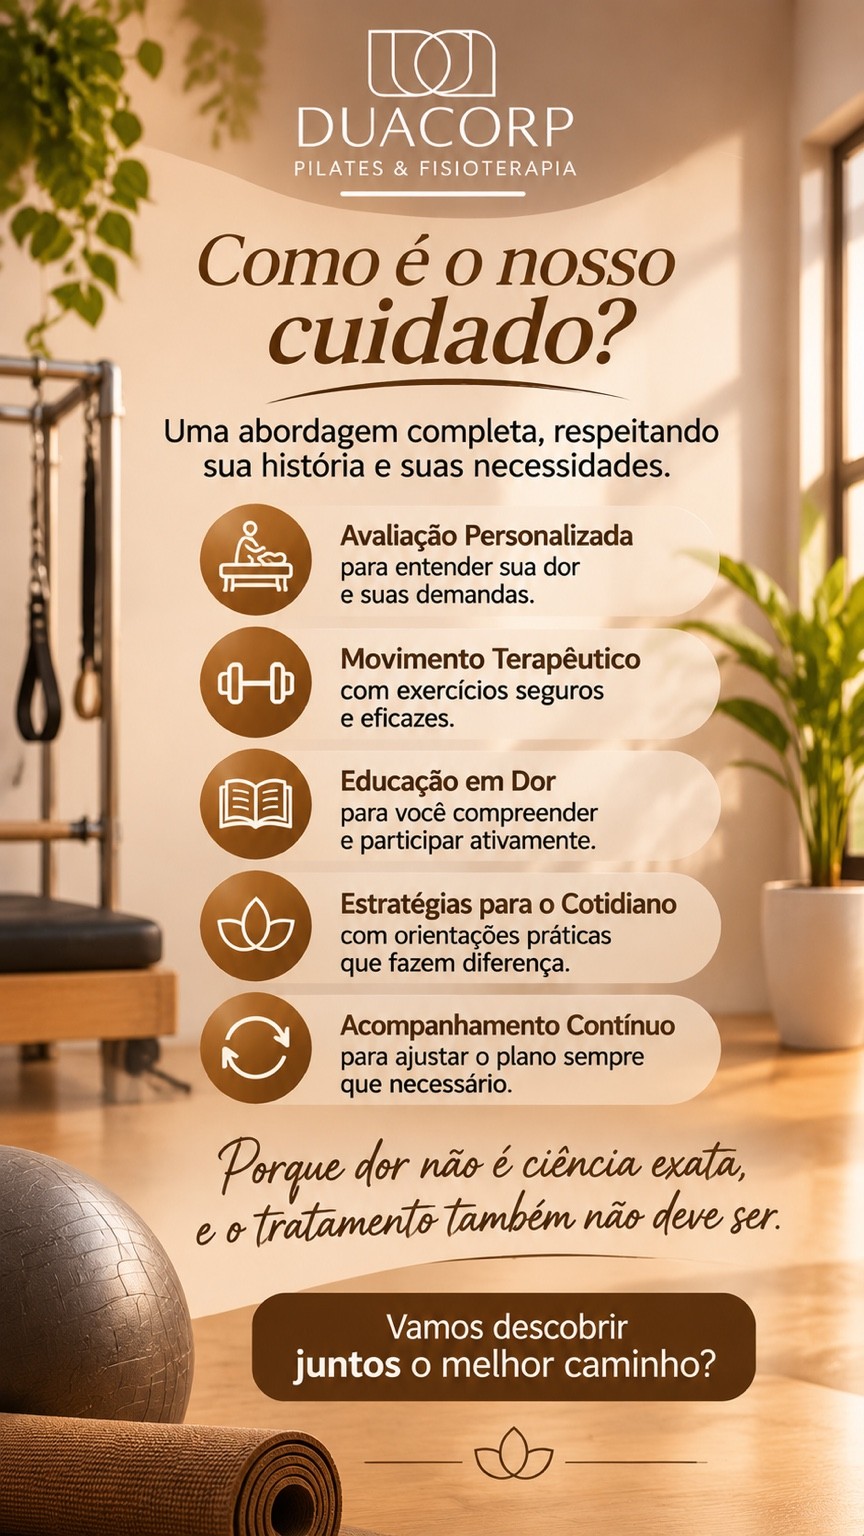 DUACORP
PILATES & FISIOTERAPIA
Como é o nosso
cuidado?
Uma abordagem completa, respeitando
sua história e suas necessidades.
Avaliação Personalizada
para entender sua dor
e suas demandas.
Movimento Terapêutico
com exercícios seguros
e eficazes.
Educação em Dor
para você compreender
e participar ativamente.
Estratégias para o Cotidiano
com orientações práticas
que fazem diferença.
Acompanhamento Contínuo
para ajustar o plano sempre
que necessário.
Porque dor não é ciência exata,
e o tratamento também não deve ser.
Vamos descobrir
juntos o melhor caminho?